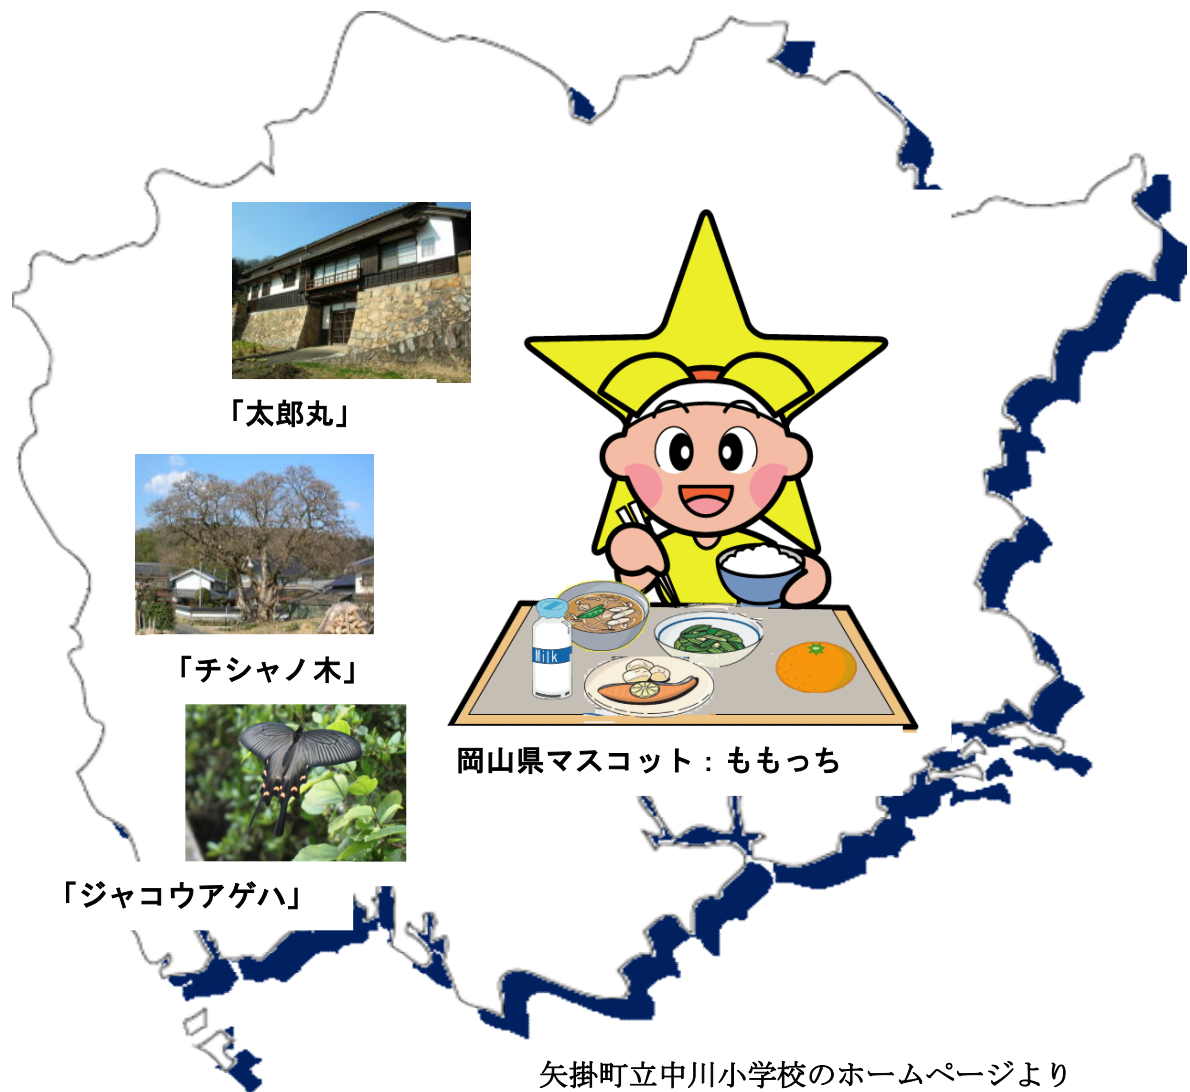 「太郎丸」
「チシャノ木」
Milk
岡山県マスコット：ももっち
「ジャコウアゲハ」
矢掛町立中川小学校のホームページより